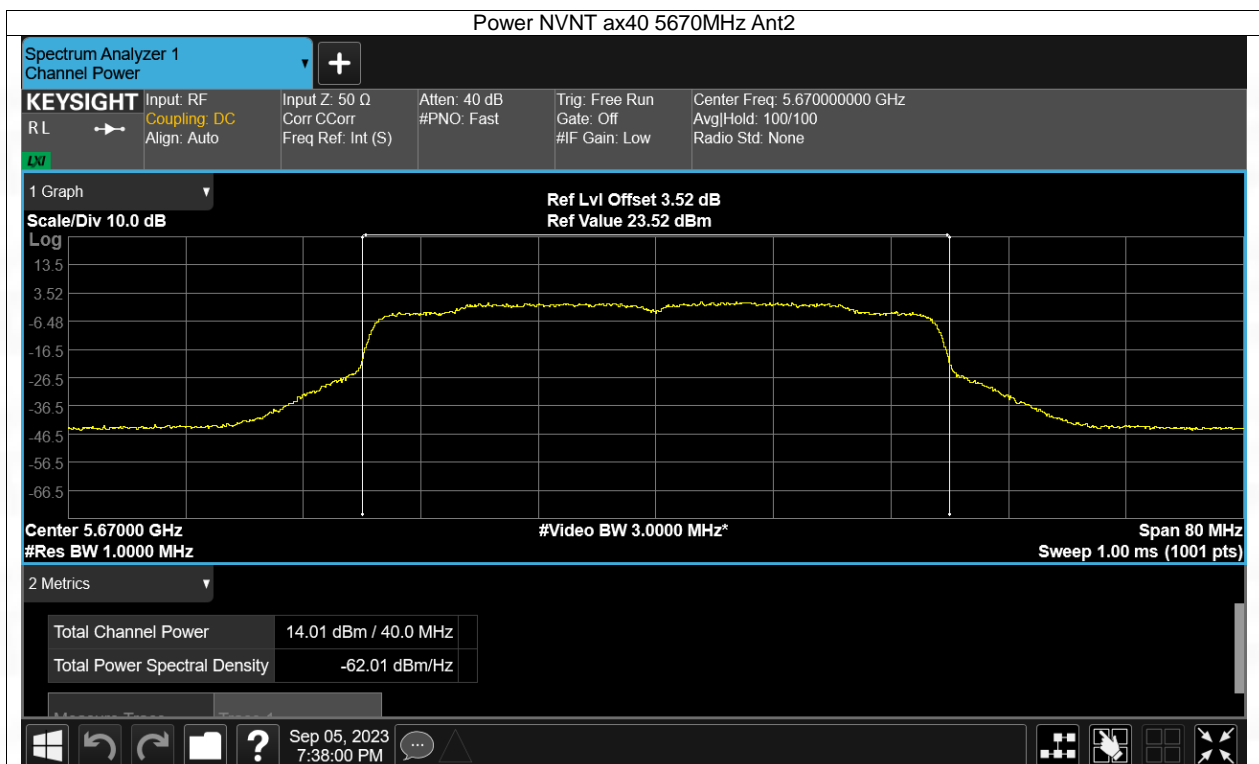 Power NVNT ax40 5670MHz Ant2
Spectrum Analyzer 1
Channel Power
KEYSIGHT
RL
LXI
Input: RF
Coupling: DC
Align: Auto
Input Z: 50 Ω
Corr CCorr
Freq Ref: Int (S)
Atten: 40 dB
#PNO: Fast
Trig: Free Run
Gate: Off
#IF Gain: Low
Center Freq: 5.670000000 GHz
Avg|Hold: 100/100
Radio Std: None
1 Graph
Scale/Div 10.0 dB
Ref Lvl Offset 3.52 dB
Ref Value 23.52 dBm
Log
13.5
3.52
-6.48
-16.5
-26.5
-36.5
-46.5
-56.5
-66.5
Center 5.67000 GHz
#Res BW 1.0000 MHz
#Video BW 3.0000 MHz*
Span 80 MHz
Sweep 1.00 ms (1001 pts)
2 Metrics
Total Channel Power 14.01 dBm / 40.0 MHz
Total Power Spectral Density -62.01 dBm/Hz
?
Sep 05, 2023
7:38:00 PM